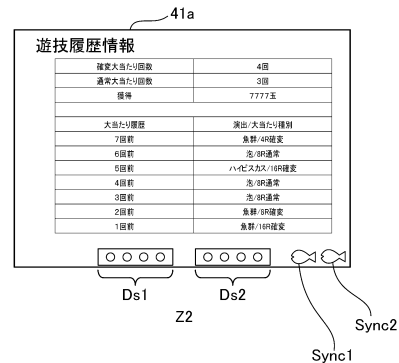 41a
遊技履歴情報
確変大当たり回数 4回
通常大当たり回数 3回
獲得 7777玉
大当たり履歴 演出/大当たり種別
7回前 魚群/4R確変
6回前 泡/8R通常
5回前 ハイビスカス/16R確変
4回前 泡/8R通常
3回前 泡/8R通常
2回前 魚群/8R確変
1回前 魚群/16R確変
Ds1 Ds2
Z2
Sync2
Sync1